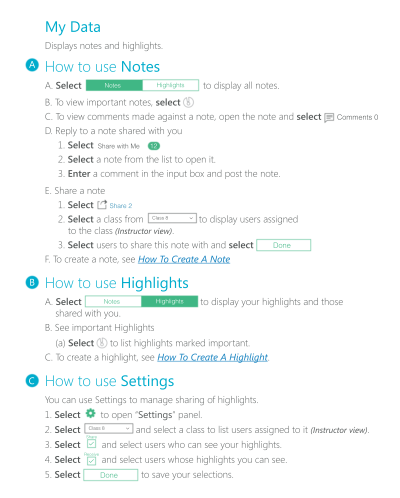 My Data
Displays notes and highlights.
A How to use Notes
A. Select Notes Highlights to display all notes.
B. To view important notes, select
C. To view comments made against a note, open the note and select Comments 0
D. Reply to a note shared with you
1. Select Share with Me 12
2. Select a note from the list to open it.
3. Enter a comment in the input box and post the note.
E. Share a note
1. Select Share 2
2. Select a class from Class 8 to display users assigned
to the class (Instructor view).
3. Select users to share this note with and select Done
F. To create a note, see How To Create A Note
B How to use Highlights
A. Select Notes Highlights to display your highlights and those
shared with you.
B. See important Highlights
(a) Select to list highlights marked important.
C. To create a highlight, see How To Create A Highlight.
C How to use Settings
You can use Settings to manage sharing of highlights.
1. Select to open "Settings" panel.
2. Select Class 8 and select a class to list users assigned to it (Instructor view).
3. Select and select users who can see your highlights.
4. Select and select users whose highlights you can see.
5. Select Done to save your selections.